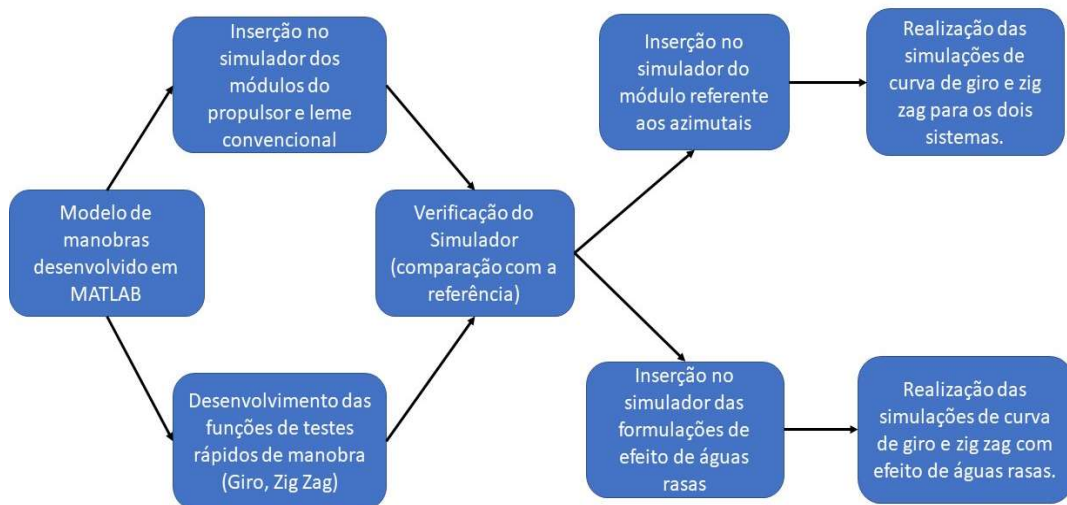 Modelo de
manobras
desenvolvido em
MATLAB
Inserção no
simulador dos
módulos do
propulsor e leme
convencional
Desenvolvimento das
funções de testes
rápidos de manobra
(Giro, Zig Zag)
Verificação do
Simulador
(comparação com a
referência)
Inserção no
simulador do
módulo referente
aos azimutais
Realização das
simulações de
curva de giro e zig
zag para os dois
sistemas.
Inserção no
simulador das
formulações de
efeito de águas
rasas
Realização das
simulações de curva
de giro e zig zag com
efeito de águas rasas.